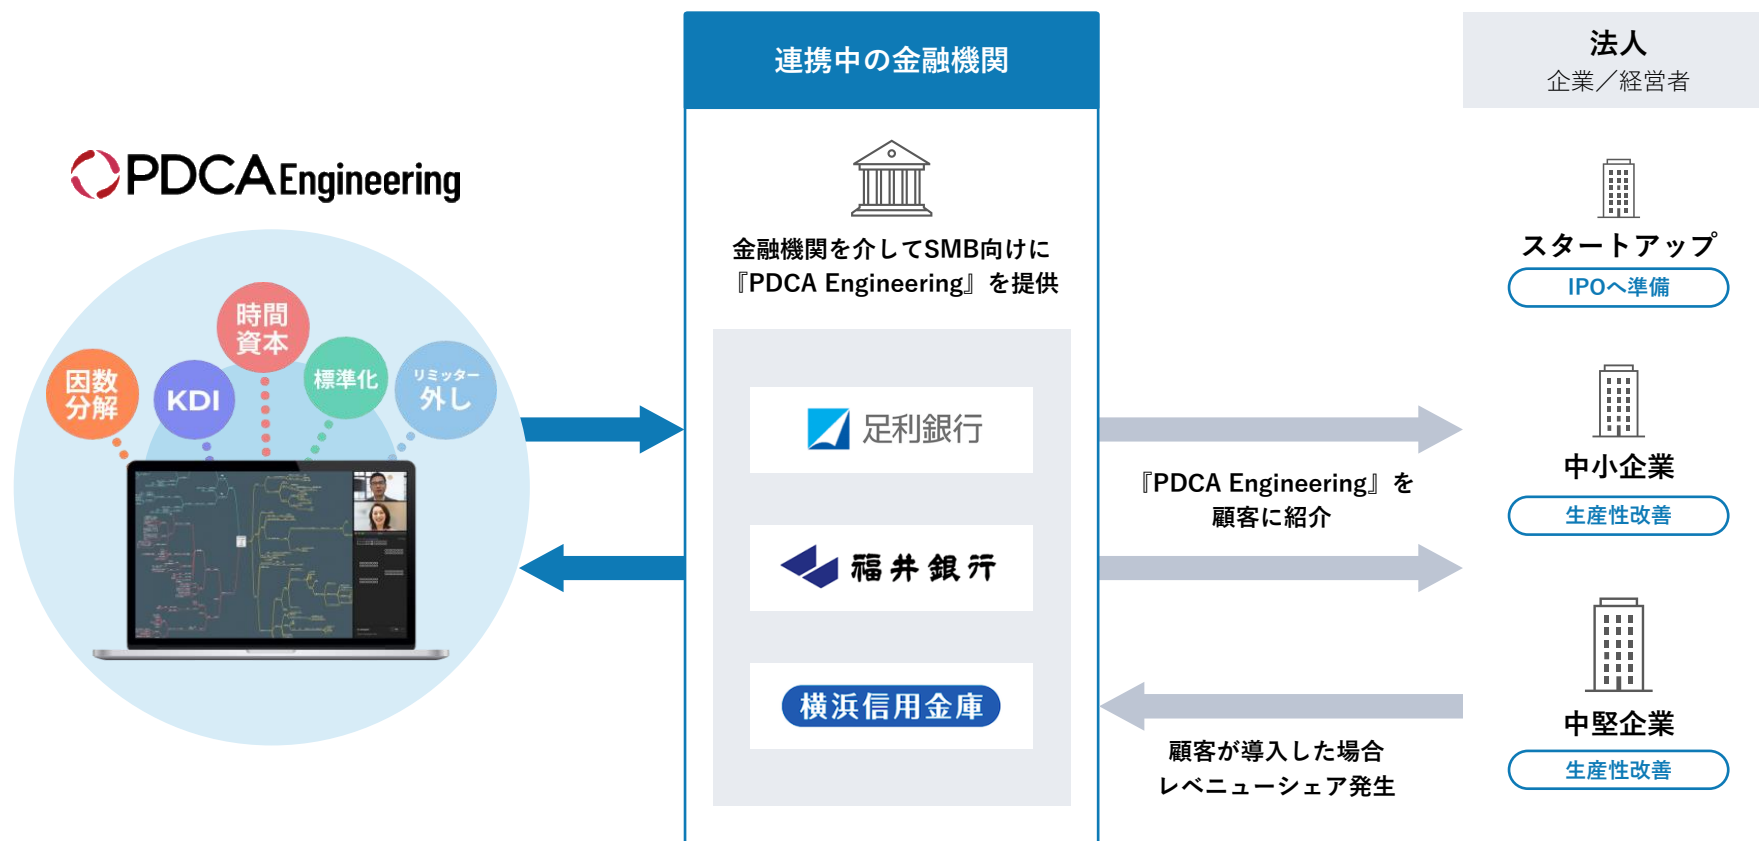 PDCA Engineering
時間
資本
因数
分解
KDI
標準化
リミッター
外し
連携中の金融機関
金融機関を介してSMB向けに
『PDCA Engineering』を提供
足利銀行
福井銀行
横浜信用金庫
『PDCA Engineering』を
顧客に紹介
顧客が導入した場合
レベニューシェア発生
法人
企業／経営者
スタートアップ
IPOへ準備
中小企業
生産性改善
中堅企業
生産性改善